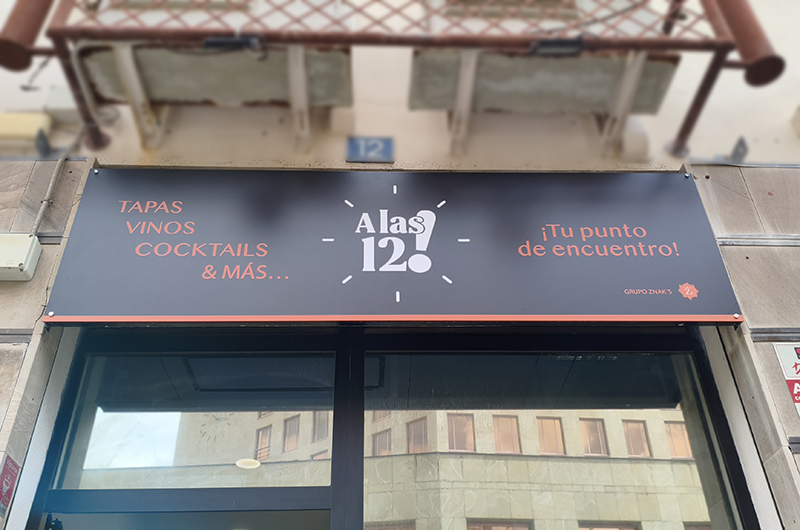 12
TAPAS
VINOS
COCKTAILS
& MÁS...
A las
12!
¡Tu punto
de encuentro!
GRUPO ZNAK'S